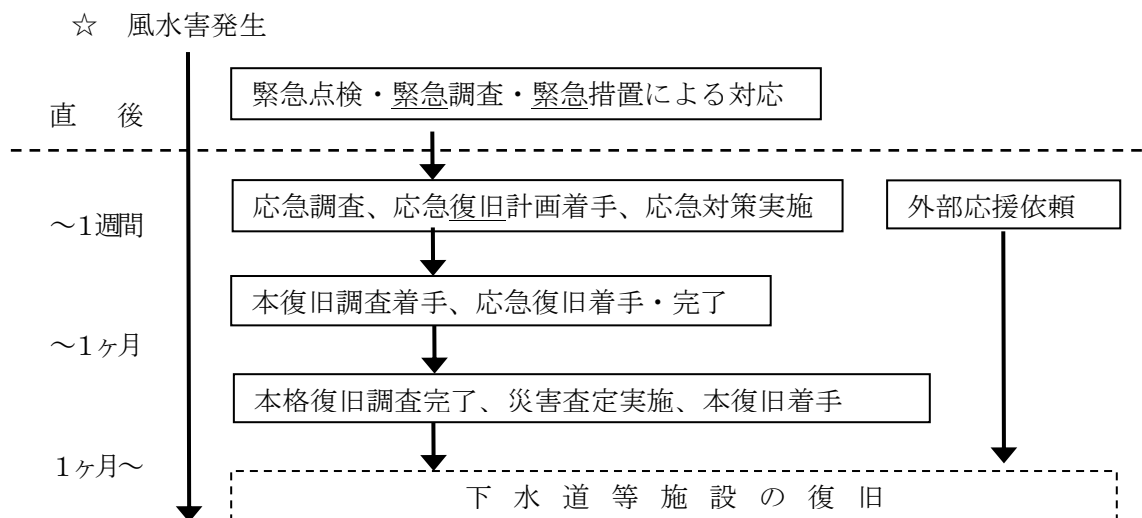 ☆ 風水害発生
緊急点検・緊急調査・緊急措置による対応
直 後
応急調査、応急復旧計画着手、応急対策実施
外部応援依頼
～1週間
本復旧調査着手、応急復旧着手・完了
～1ヶ月
本格復旧調査完了、災害査定実施、本復旧着手
1ヶ月～
下 水 道 等 施 設 の 復 旧